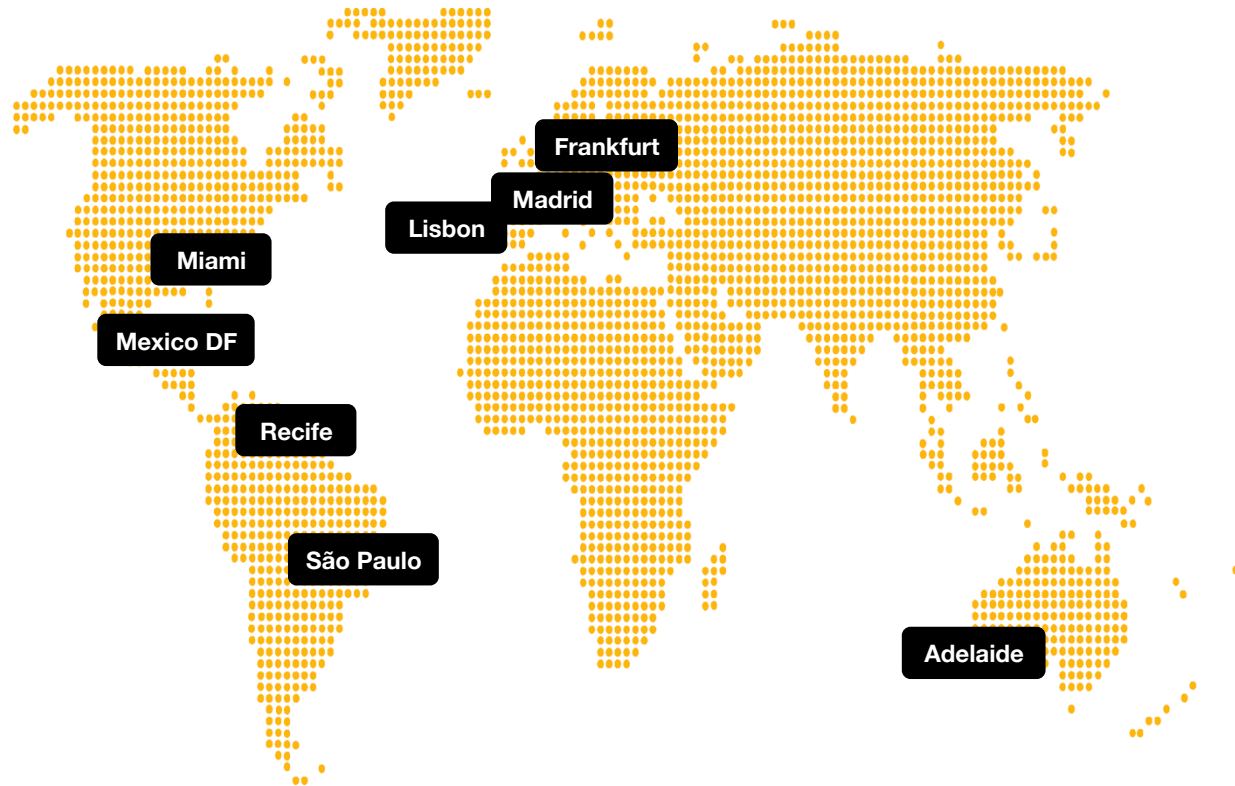 Frankfurt
Madrid
Lisbon
Miami
Mexico DF
Recife
São Paulo
Adelaide